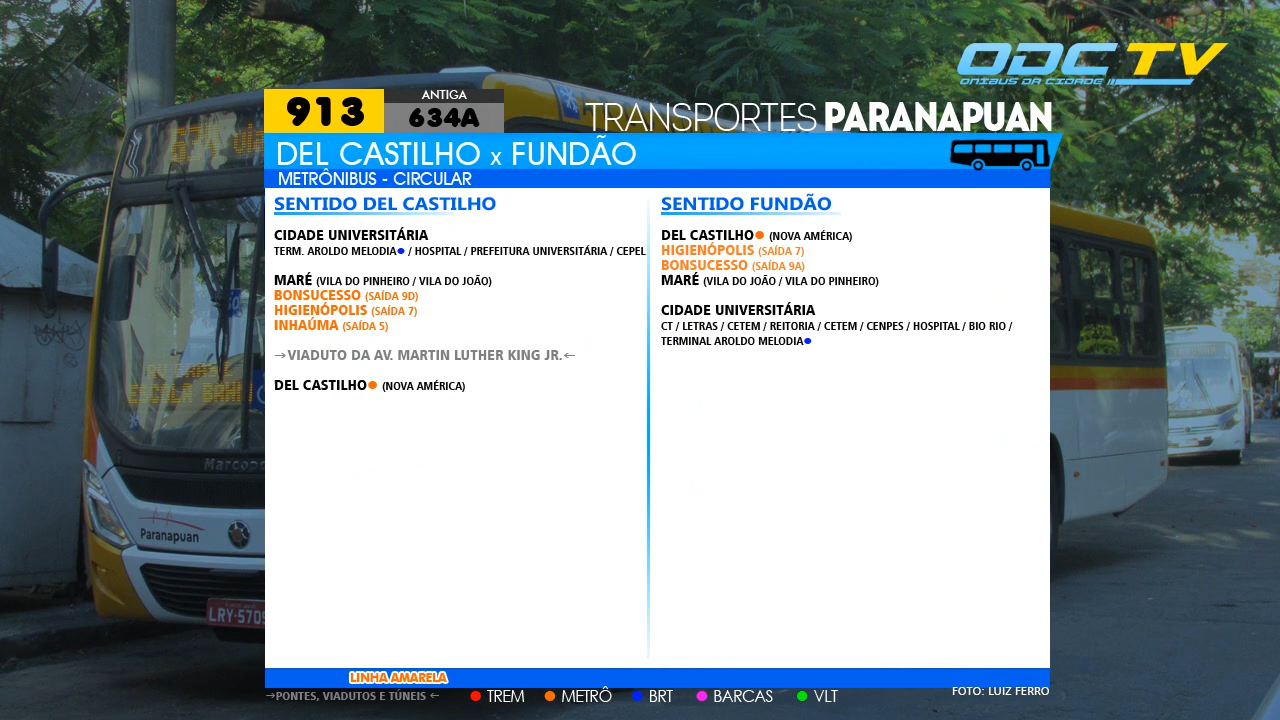 ODC TV
ÔNIBUS DA CIDADE
913
ANTIGA
634A
TRANSPORTES PARANAPUAN
DEL CASTILHO x FUNDÃO
METRÔNIBUS - CIRCULAR
SENTIDO DEL CASTILHO
CIDADE UNIVERSITÁRIA
TERM. AROLDO MELODIA● / HOSPITAL / PREFEITURA UNIVERSITÁRIA / CEPEL
MARÉ (VILA DO PINHEIRO / VILA DO JOÃO)
BONSUCESSO (SAÍDA 9D)
HIGIENÓPOLIS (SAÍDA 7)
INHAÚMA (SAÍDA 5)
→VIADUTO DA AV. MARTIN LUTHER KING JR.←
DEL CASTILHO● (NOVA AMÉRICA)
SENTIDO FUNDÃO
DEL CASTILHO● (NOVA AMÉRICA)
HIGIENÓPOLIS (SAÍDA 7)
BONSUCESSO (SAÍDA 9A)
MARÉ (VILA DO JOÃO / VILA DO PINHEIRO)
CIDADE UNIVERSITÁRIA
CT / LETRAS / CETEM / REITORIA / CETEM / CENPES / HOSPITAL / BIO RIO /
TERMINAL AROLDO MELODIA●
Marcopo
Paranapuan
LRY-5709
LINHA AMARELA
→PONTES, VIADUTOS E TÚNEIS ←
● TREM ● METRÔ ● BRT ● BARCAS ● VLT
FOTO: LUIZ FERRO